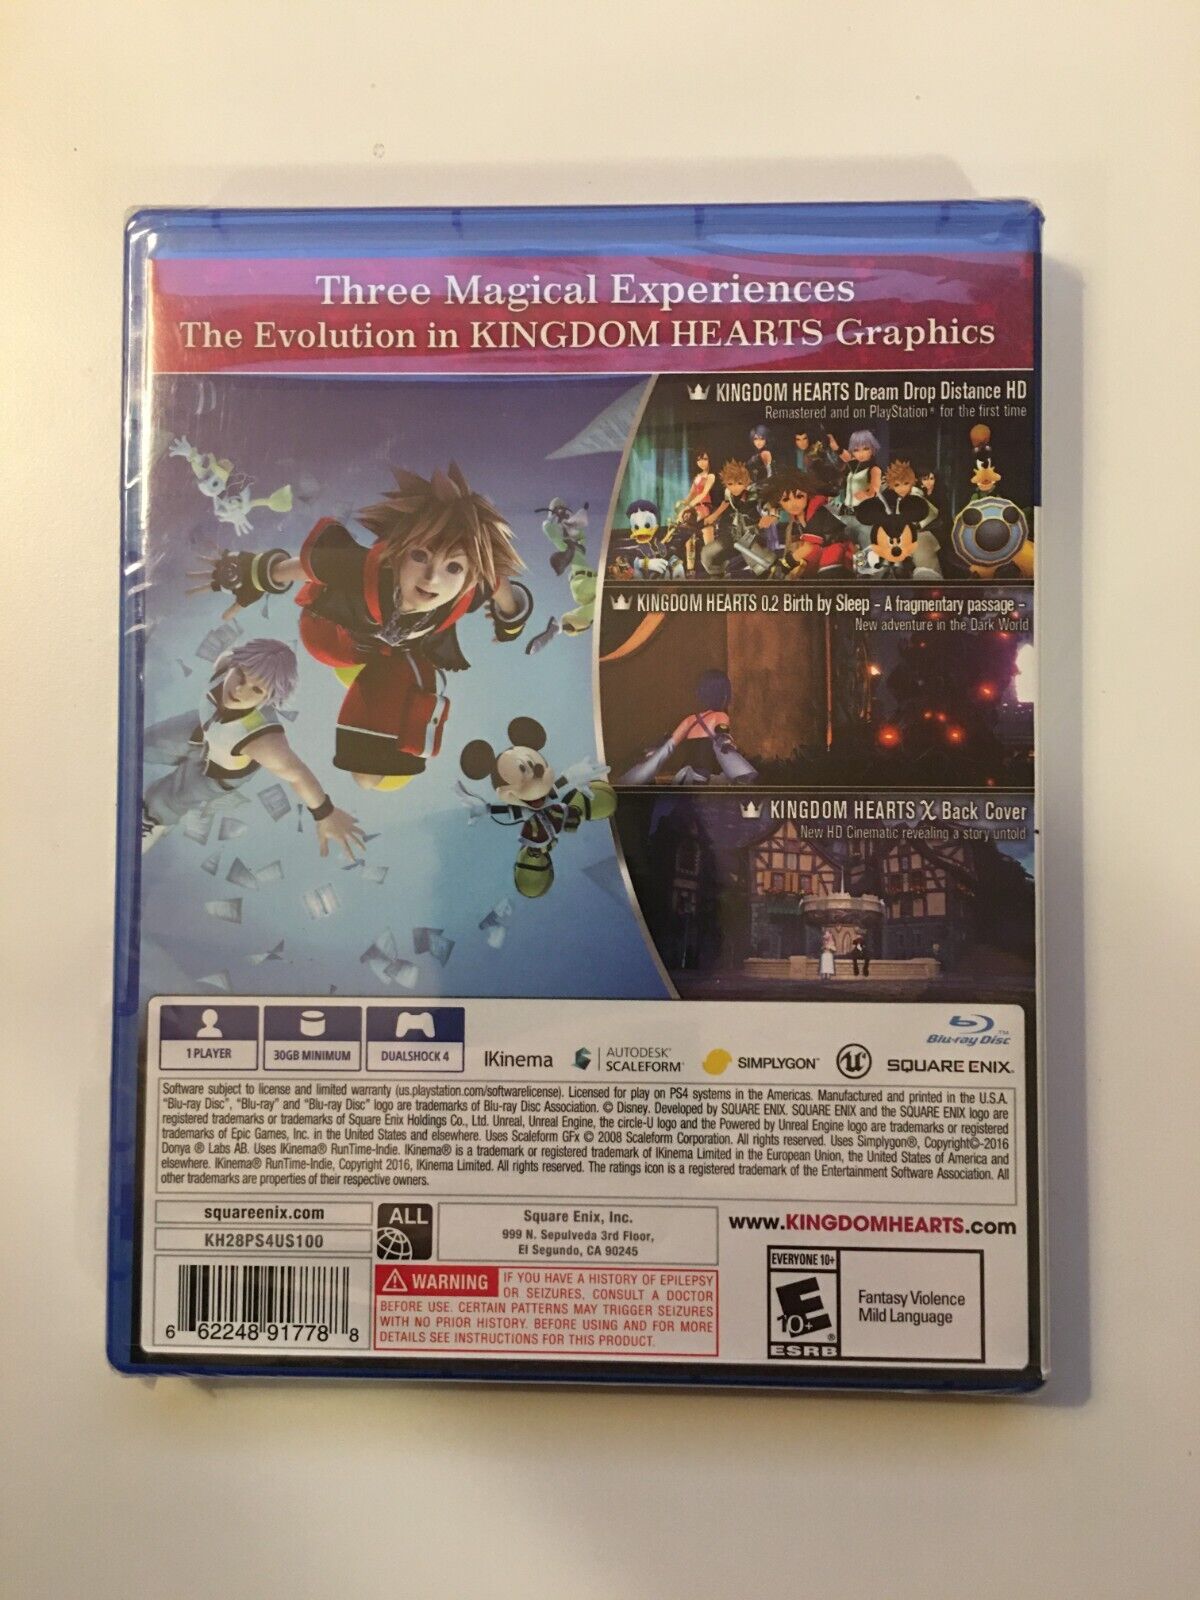 Three Magical Experiences
The Evolution in KINGDOM HEARTS Graphics
KINGDOM HEARTS Dream Drop Distance HD
Remastered and on PlayStation® for the first time
KINGDOM HEARTS 0.2 Birth by Sleep - A fragmentary passage -
New adventure in the Dark World
KINGDOM HEARTS χ Back Cover
New HD Cinematic revealing a story untold
1 PLAYER
30GB MINIMUM
DUALSHOCK 4
IKinema
AUTODESK®
SCALEFORM®
SIMPLYGON™
Blu-ray Disc™
SQUARE ENIX.
Software subject to license and limited warranty (us.playstation.com/softwarelicense). Licensed for play on PS4 systems in the Americas. Manufactured and printed in the U.S.A.
"Blu-ray Disc", "Blu-ray" and "Blu-ray Disc" logo are trademarks of Blu-ray Disc Association. © Disney. Developed by SQUARE ENIX. SQUARE ENIX and the SQUARE ENIX logo are
registered trademarks or trademarks of Square Enix Holdings Co., Ltd. Unreal, Unreal Engine, the circle-U logo and the Powered by Unreal Engine logo are trademarks or registered
trademarks of Epic Games, Inc. in the United States and elsewhere. Uses Scaleform GFx © 2008 Scaleform Corporation. All rights reserved. Uses Simplygon®, Copyright©-2016
Donya ® Labs AB. Uses IKinema® RunTime-Indie. IKinema® is a trademark or registered trademark of IKinema Limited in the European Union, the United States of America and
elsewhere. IKinema® RunTime-Indie, Copyright 2016, IKinema Limited. All rights reserved. The ratings icon is a registered trademark of the Entertainment Software Association. All
other trademarks are properties of their respective owners.
squareenix.com
KH28PS4US100
ALL
Square Enix, Inc.
999 N. Sepulveda 3rd Floor,
El Segundo, CA 90245
www.KINGDOMHEARTS.com
WARNING IF YOU HAVE A HISTORY OF EPILEPSY
OR SEIZURES, CONSULT A DOCTOR
BEFORE USE. CERTAIN PATTERNS MAY TRIGGER SEIZURES
WITH NO PRIOR HISTORY. BEFORE USING AND FOR MORE
DETAILS SEE INSTRUCTIONS FOR THIS PRODUCT.
6 62248 91778 8
EVERYONE 10+
E
10+
®
ESRB
Fantasy Violence
Mild Language